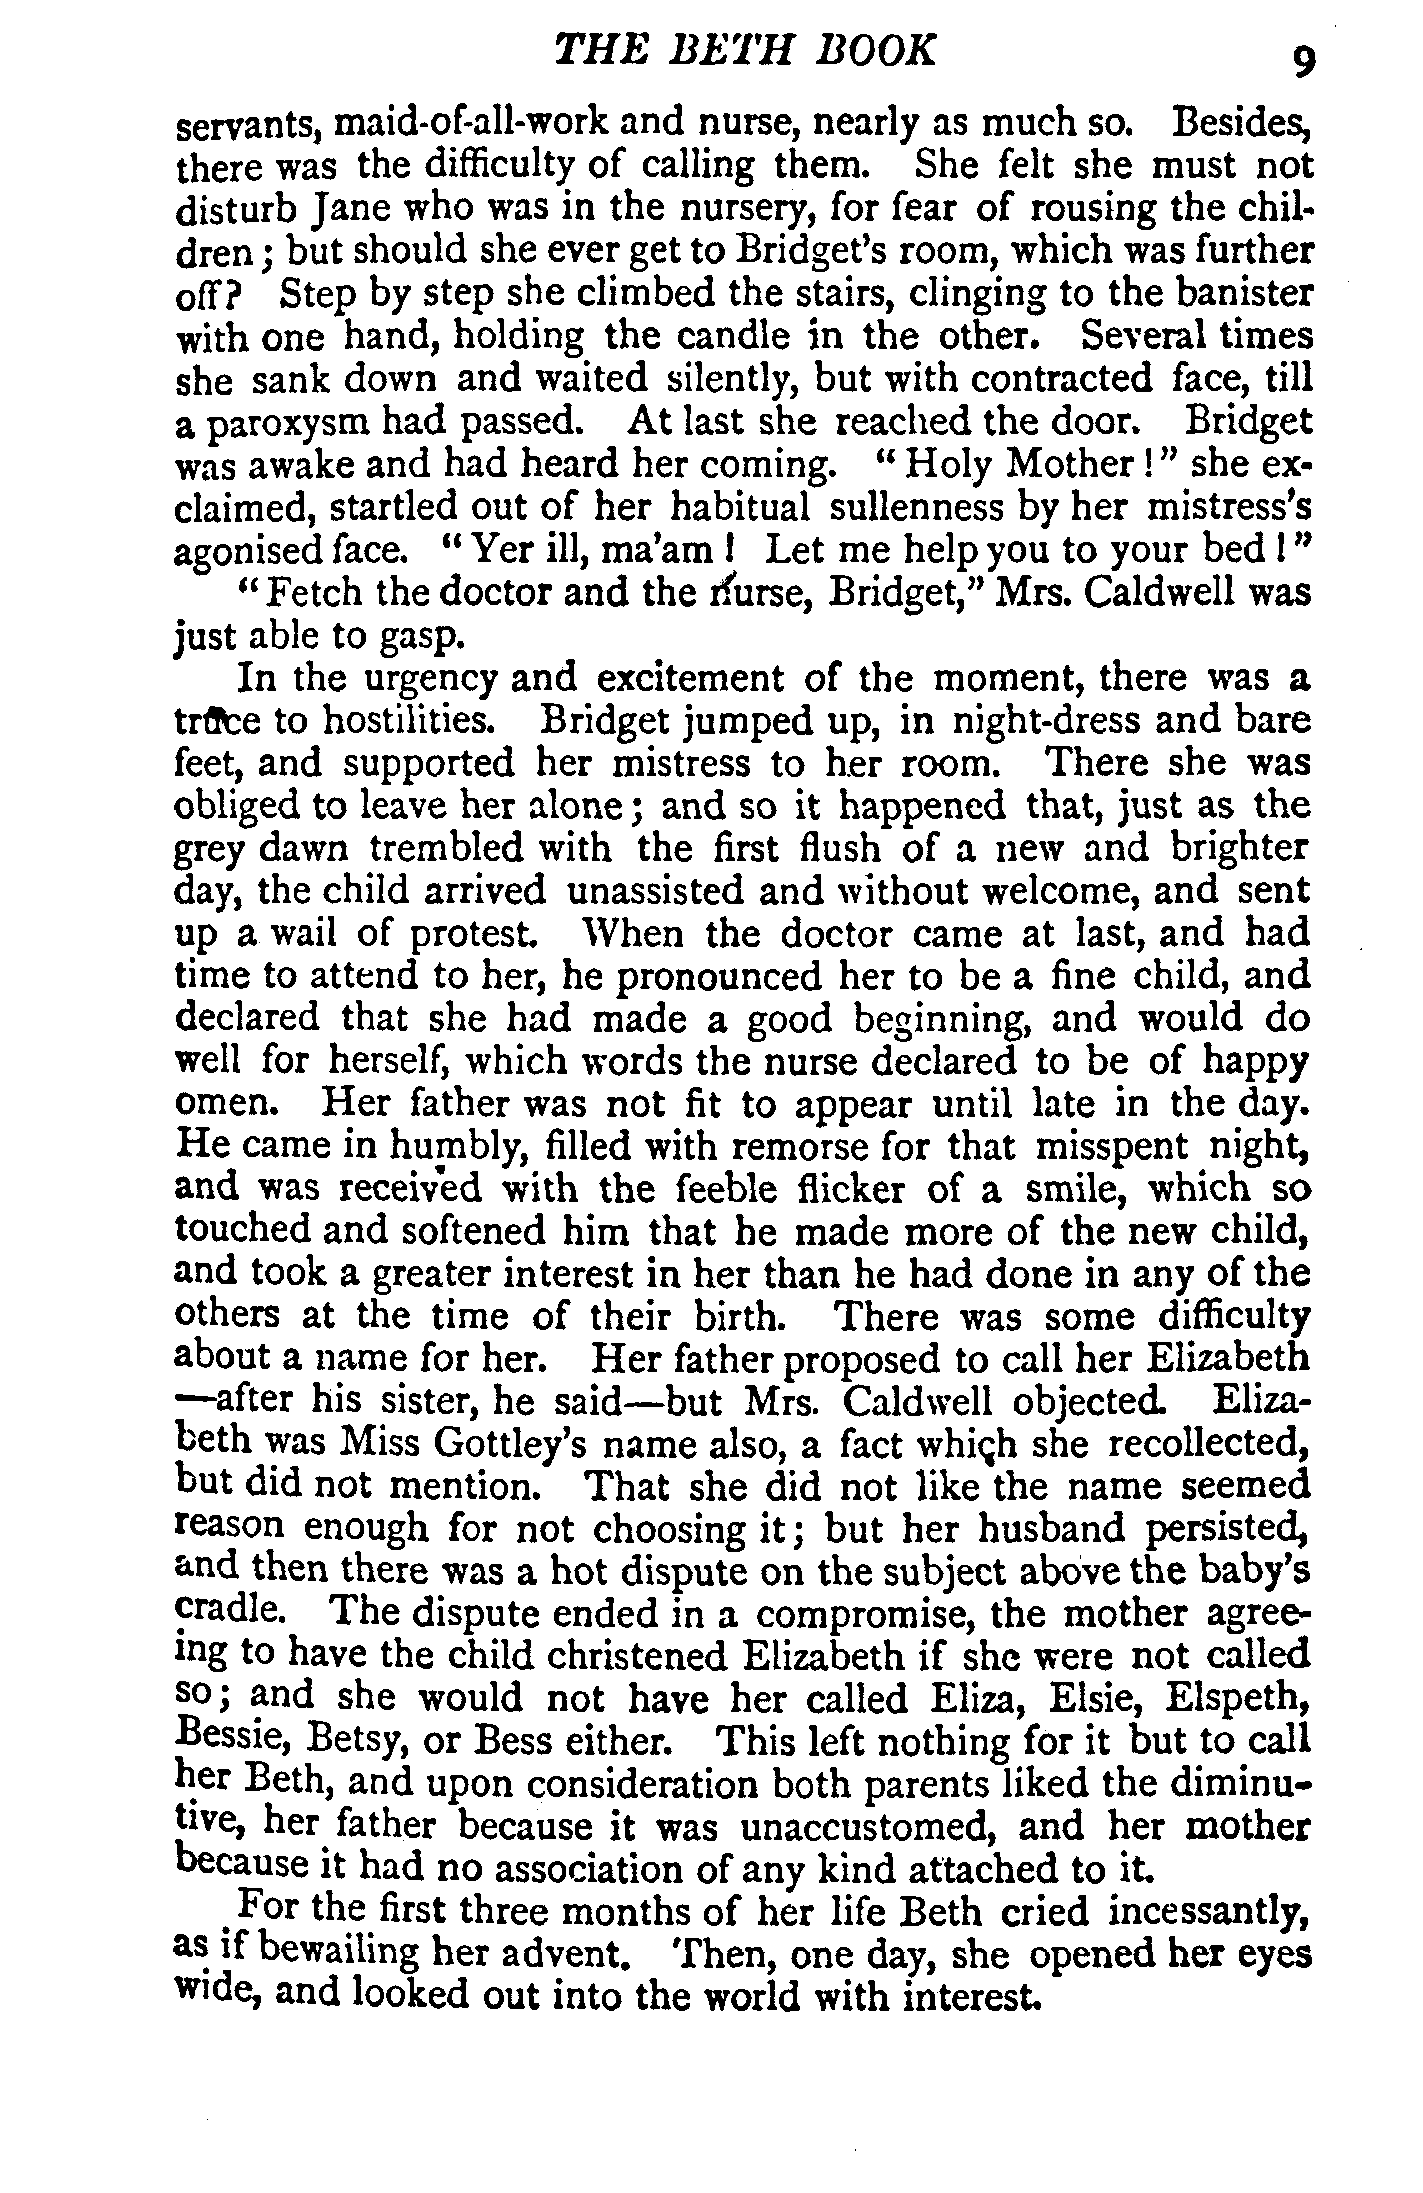 THE BETH BOOK 9
servants, maid-of-all-work and nurse, nearly as much so. Besides,
there was the difficulty of calling them. She felt she must not
disturb Jane who was in the nursery, for fear of rousing the chil-
dren; but should she ever get to Bridget's room, which was further
off? Step by step she climbed the stairs, clinging to the banister
with one hand, holding the candle in the other. Several times
she sank down and waited silently, but with contracted face, till
a paroxysm had passed. At last she reached the door. Bridget
was awake and had heard her coming. "Holy Mother!" she ex-
claimed, startled out of her habitual sullenness by her mistress's
agonised face. "Yer ill, ma'am! Let me help you to your bed!"
"Fetch the doctor and the nurse, Bridget," Mrs. Caldwell was
just able to gasp.
In the urgency and excitement of the moment, there was a
truce to hostilities. Bridget jumped up, in night-dress and bare
feet, and supported her mistress to her room. There she was
obliged to leave her alone; and so it happened that, just as the
grey dawn trembled with the first flush of a new and brighter
day, the child arrived unassisted and without welcome, and sent
up a wail of protest. When the doctor came at last, and had
time to attend to her, he pronounced her to be a fine child, and
declared that she had made a good beginning, and would do
well for herself, which words the nurse declared to be of happy
omen. Her father was not fit to appear until late in the day.
He came in humbly, filled with remorse for that misspent night,
and was received with the feeble flicker of a smile, which so
touched and softened him that he made more of the new child,
and took a greater interest in her than he had done in any of the
others at the time of their birth. There was some difficulty
about a name for her. Her father proposed to call her Elizabeth
—after his sister, he said—but Mrs. Caldwell objected. Eliza-
beth was Miss Gottley's name also, a fact which she recollected,
but did not mention. That she did not like the name seemed
reason enough for not choosing it; but her husband persisted,
and then there was a hot dispute on the subject above the baby's
cradle. The dispute ended in a compromise, the mother agree-
ing to have the child christened Elizabeth if she were not called
so; and she would not have her called Eliza, Elsie, Elspeth,
Bessie, Betsy, or Bess either. This left nothing for it but to call
her Beth, and upon consideration both parents liked the diminu-
tive, her father because it was unaccustomed, and her mother
because it had no association of any kind attached to it.
For the first three months of her life Beth cried incessantly,
as if bewailing her advent. Then, one day, she opened her eyes
wide, and looked out into the world with interest.